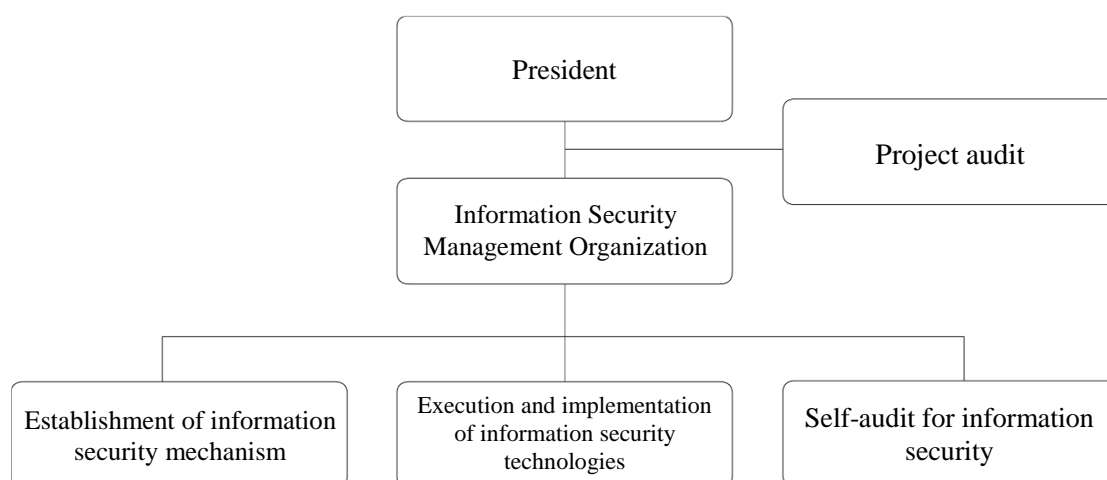 President
Project audit
Information Security
Management Organization
Establishment of information
security mechanism
Execution and implementation
of information security
technologies
Self-audit for information
security